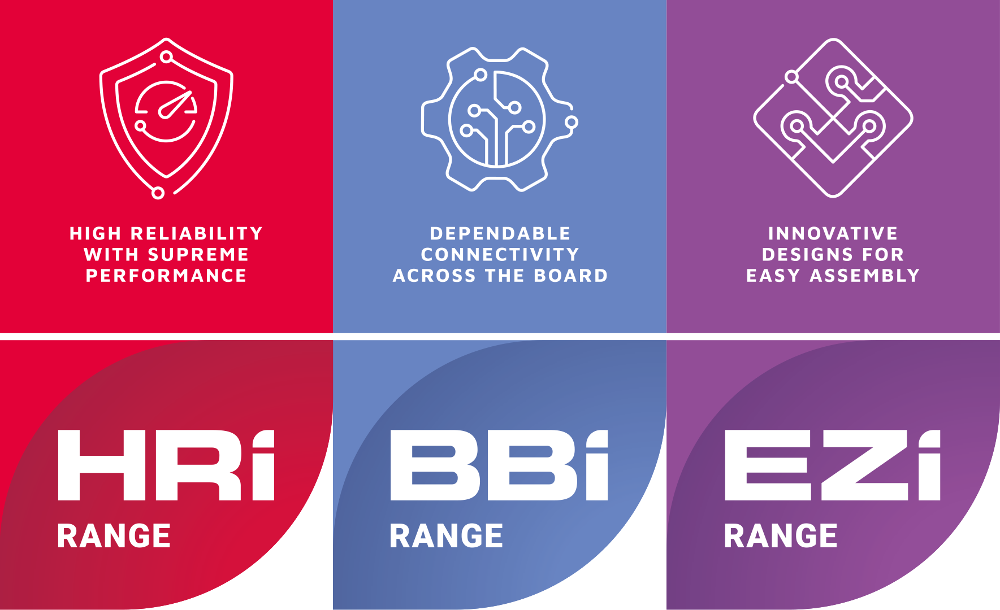 HIGH RELIABILITY
WITH SUPREME
PERFORMANCE
DEPENDABLE
CONNECTIVITY
ACROSS THE BOARD
INNOVATIVE
DESIGNS FOR
EASY ASSEMBLY
HRi
RANGE
BBi
RANGE
EZi
RANGE